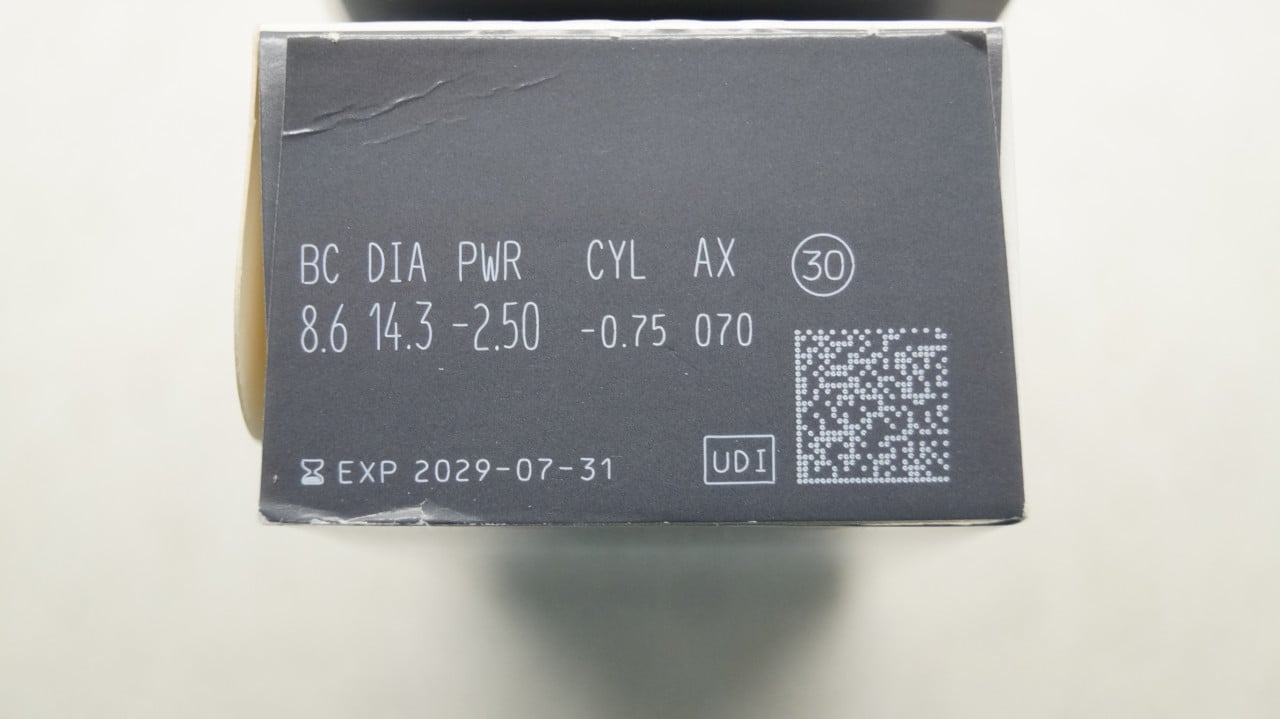 BC DIA PWR CYL AX 30
8.6 14.3 -2.50 -0.75 070
EXP 2029-07-31 UDI